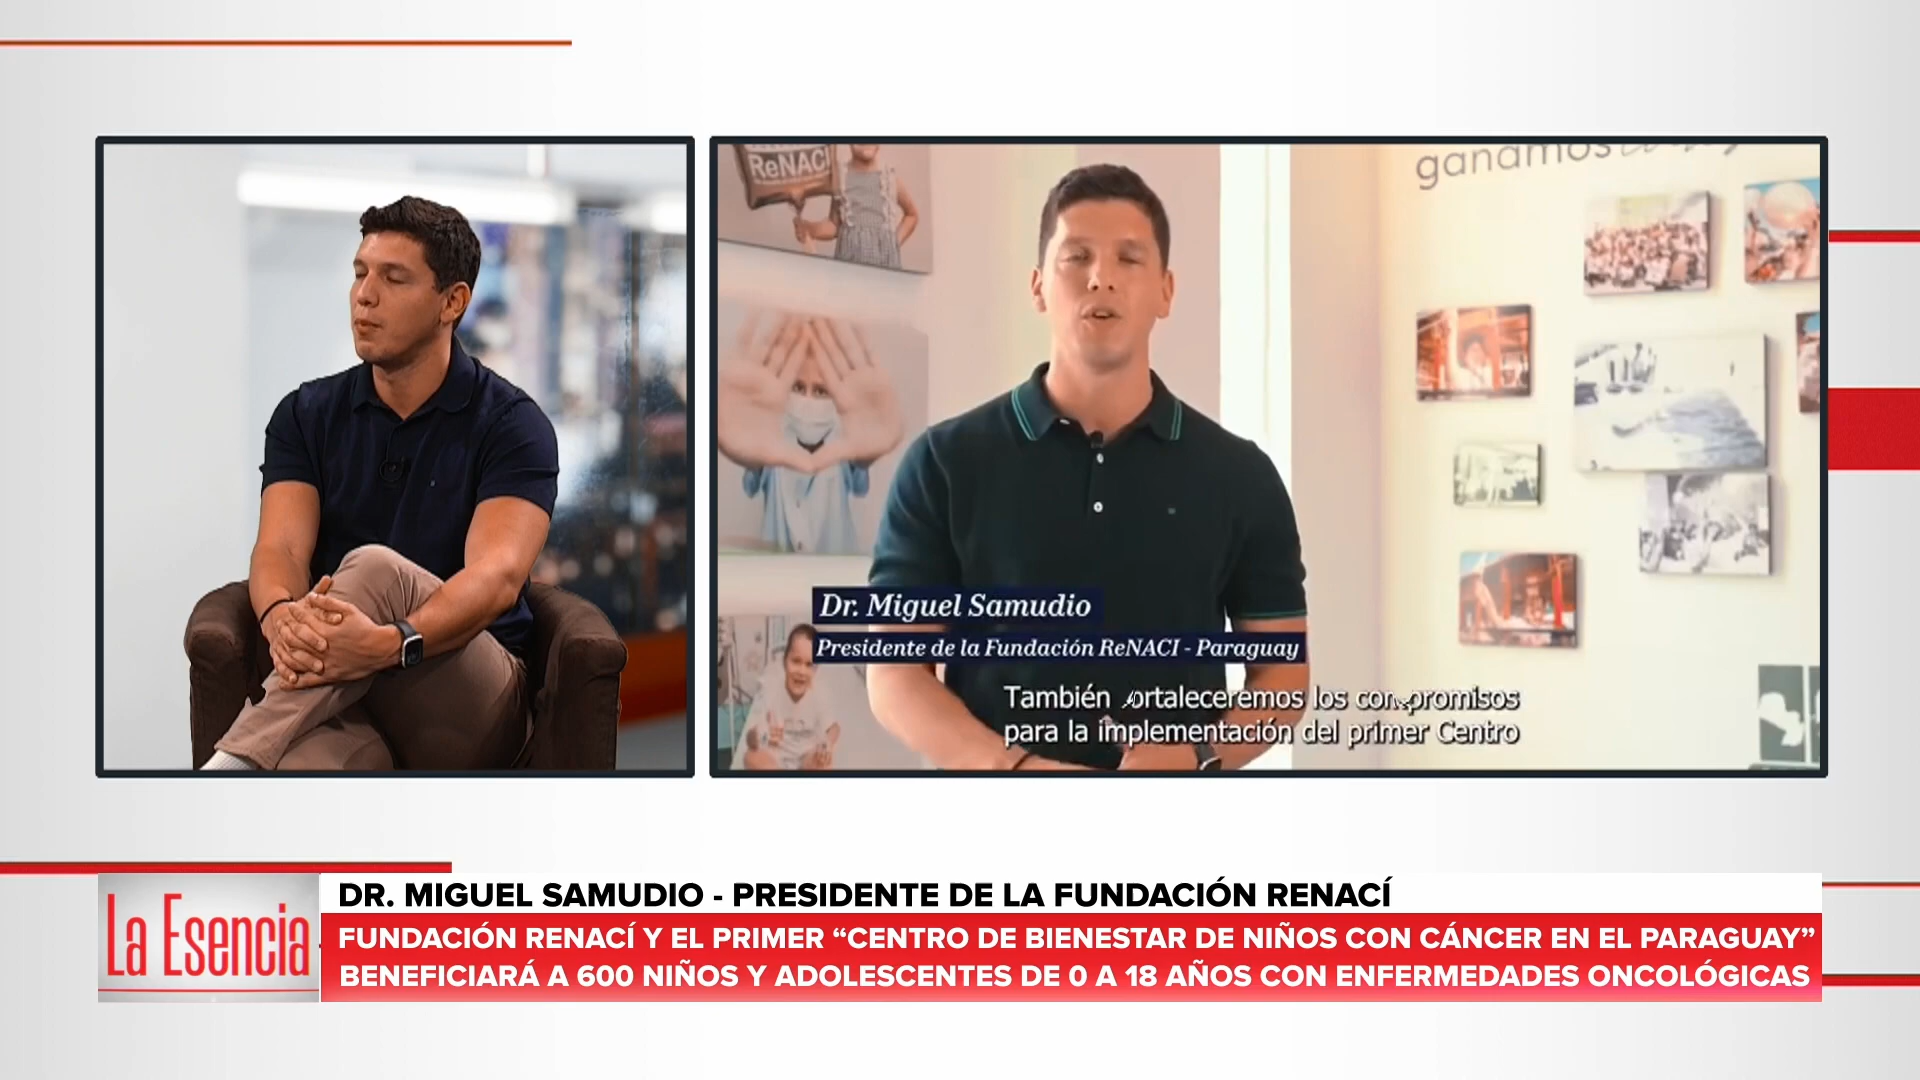 ReNACI
ganamos
Dr. Miguel Samudio
Presidente de la Fundación ReNACI - Paraguay
También fortaleceremos los compromisos
para la implementación del primer Centro
La Esencia
DR. MIGUEL SAMUDIO - PRESIDENTE DE LA FUNDACIÓN RENACÍ
FUNDACIÓN RENACÍ Y EL PRIMER “CENTRO DE BIENESTAR DE NIÑOS CON CÁNCER EN EL PARAGUAY”
BENEFICIARÁ A 600 NIÑOS Y ADOLESCENTES DE 0 A 18 AÑOS CON ENFERMEDADES ONCOLÓGICAS